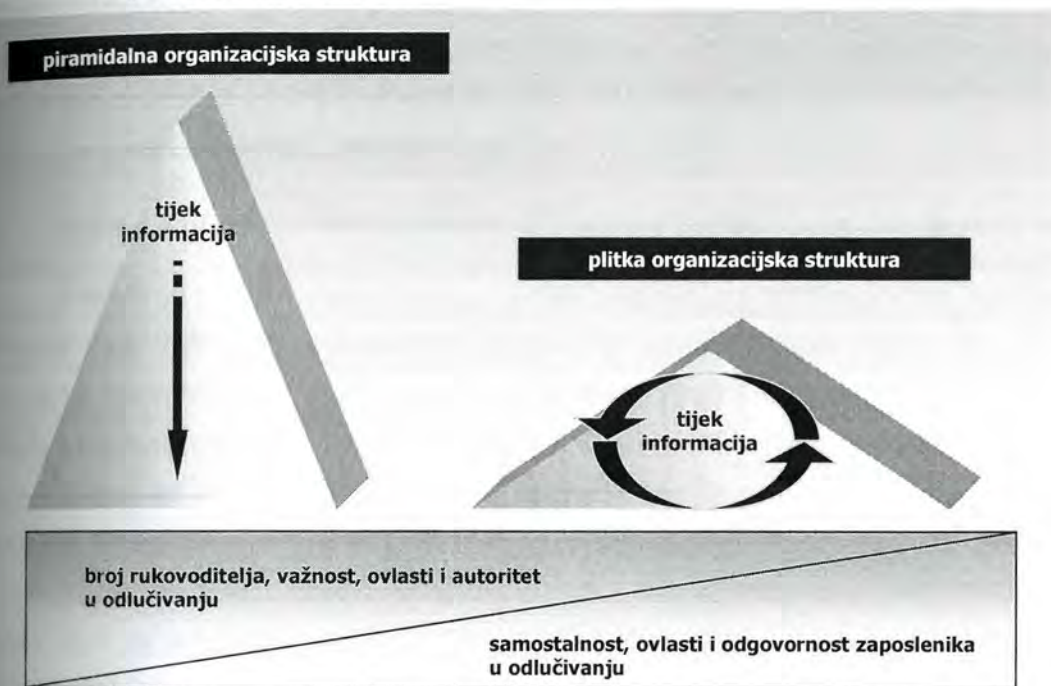 piramidalna organizacijska struktura
tijek
informacija
plitka organizacijska struktura
tijek
informacija
broj rukovoditelja, važnost, ovlasti i autoritet
u odlučivanju
samostalnost, ovlasti i odgovornost zaposlenika
u odlučivanju